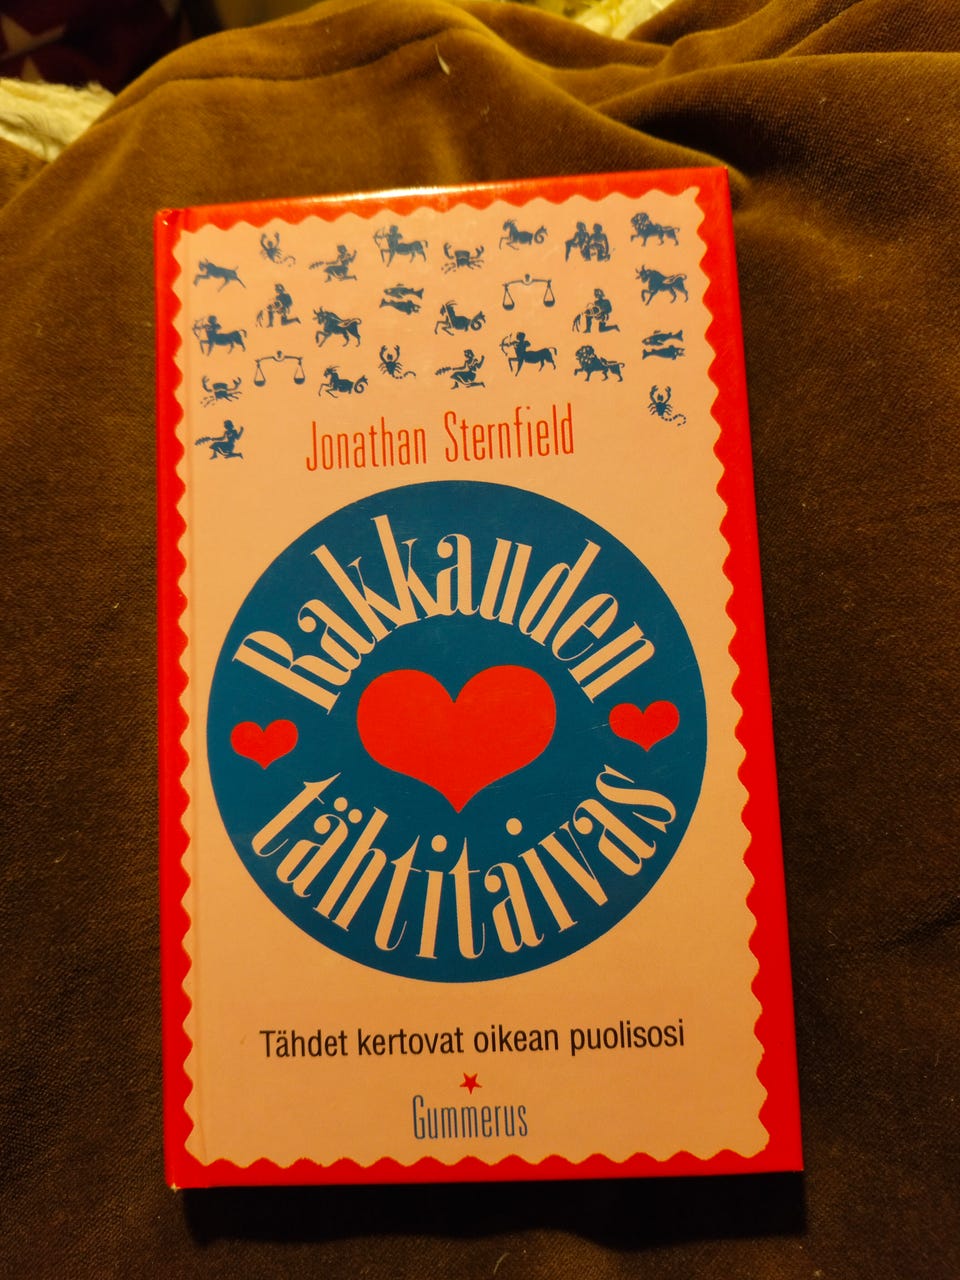 Jonathan Sternfield
Rakkauden
tähtitaivas
Tähdet kertovat oikean puolisosi
Gummerus